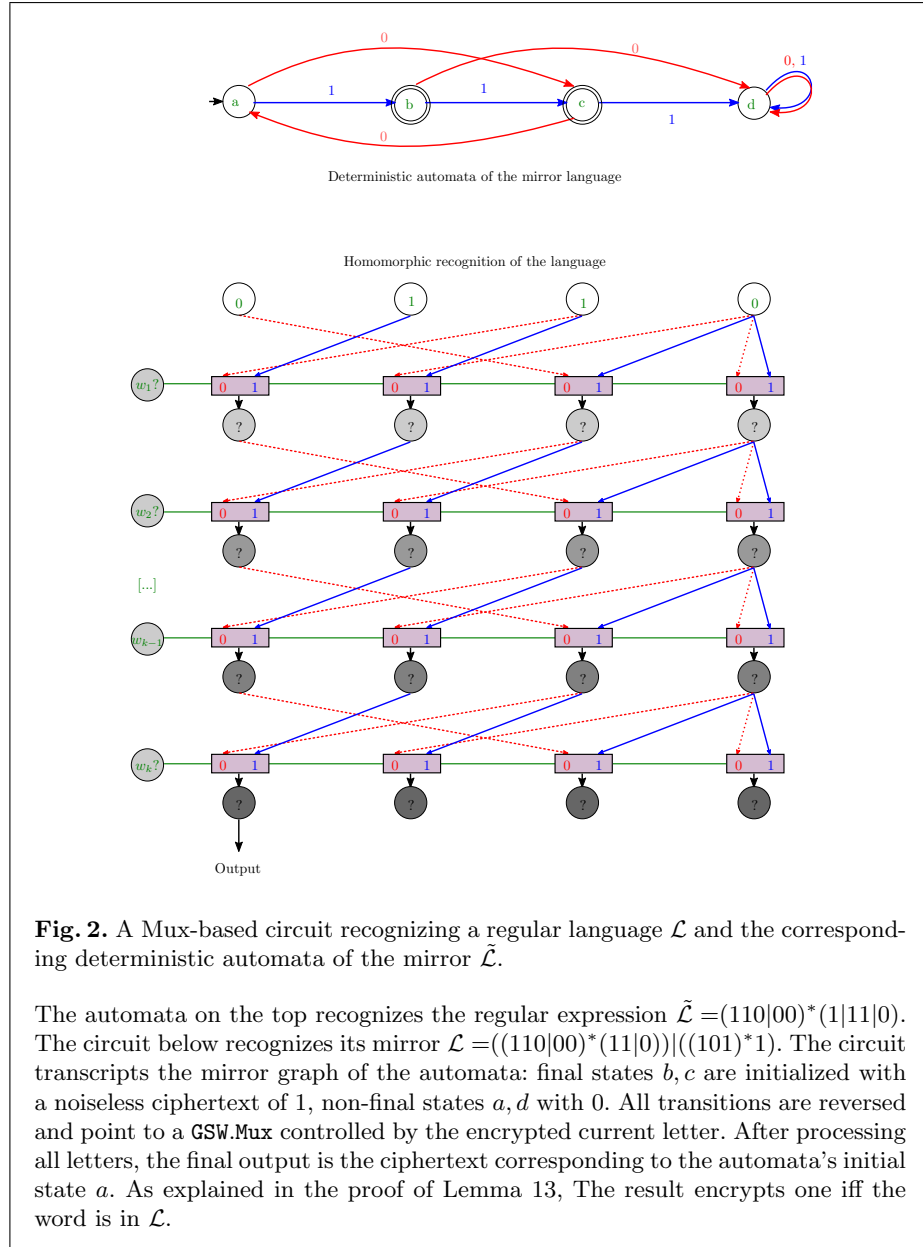 0
0
0, 1
a
1
b
1
c
1
d
0
Deterministic automata of the mirror language
Homomorphic recognition of the language
0 1 1 0
w₁? 0 1 0 1 0 1 0 1
? ? ? ?
w₂? 0 1 0 1 0 1 0 1
? ? ? ?
[...]
wₖ₋₁ 0 1 0 1 0 1 0 1
? ? ? ?
wₖ? 0 1 0 1 0 1 0 1
? ? ? ?
Output
Fig. 2. A Mux-based circuit recognizing a regular language ℒ and the correspond-
ing deterministic automata of the mirror ℒ̃.
The automata on the top recognizes the regular expression ℒ̃ =(110|00)*(1|11|0).
The circuit below recognizes its mirror ℒ =((110|00)*(11|0))|((101)*1). The circuit
transcripts the mirror graph of the automata: final states b, c are initialized with
a noiseless ciphertext of 1, non-final states a, d with 0. All transitions are reversed
and point to a GSW.Mux controlled by the encrypted current letter. After processing
all letters, the final output is the ciphertext corresponding to the automata's initial
state a. As explained in the proof of Lemma 13, The result encrypts one iff the
word is in ℒ.